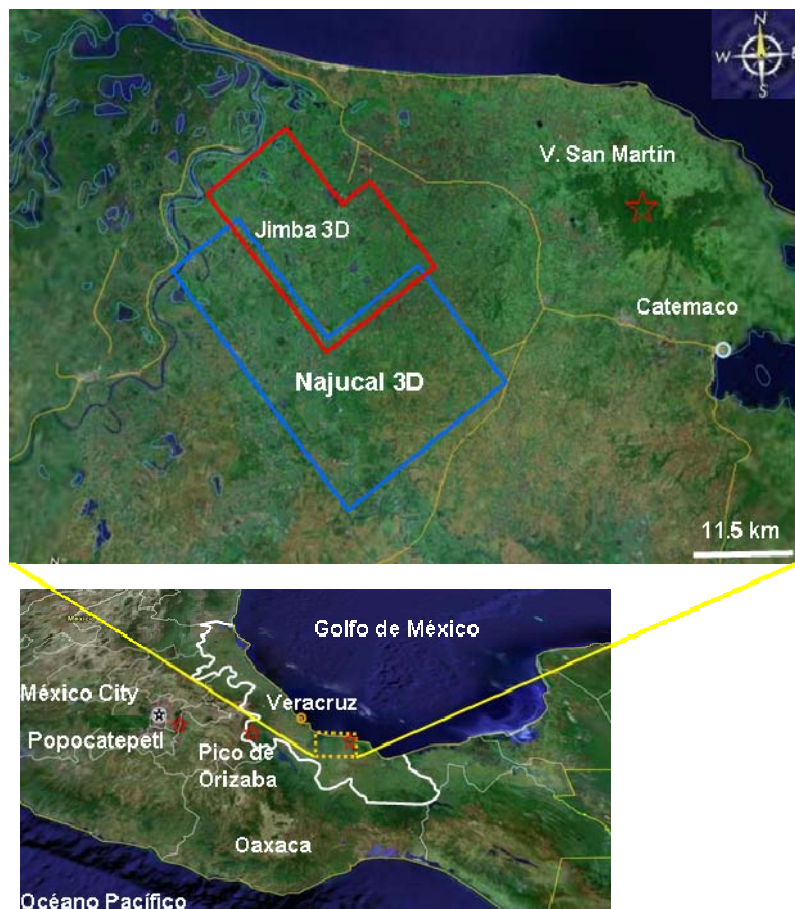 N
W
E
S
V. San Martín
Jimba 3D
Catemaco
Najucal 3D
11.5 km
N
Golfo de México
México City
Veracruz
Popocatepetl
Pico de
Orizaba
Oaxaca
Océano Pacífico